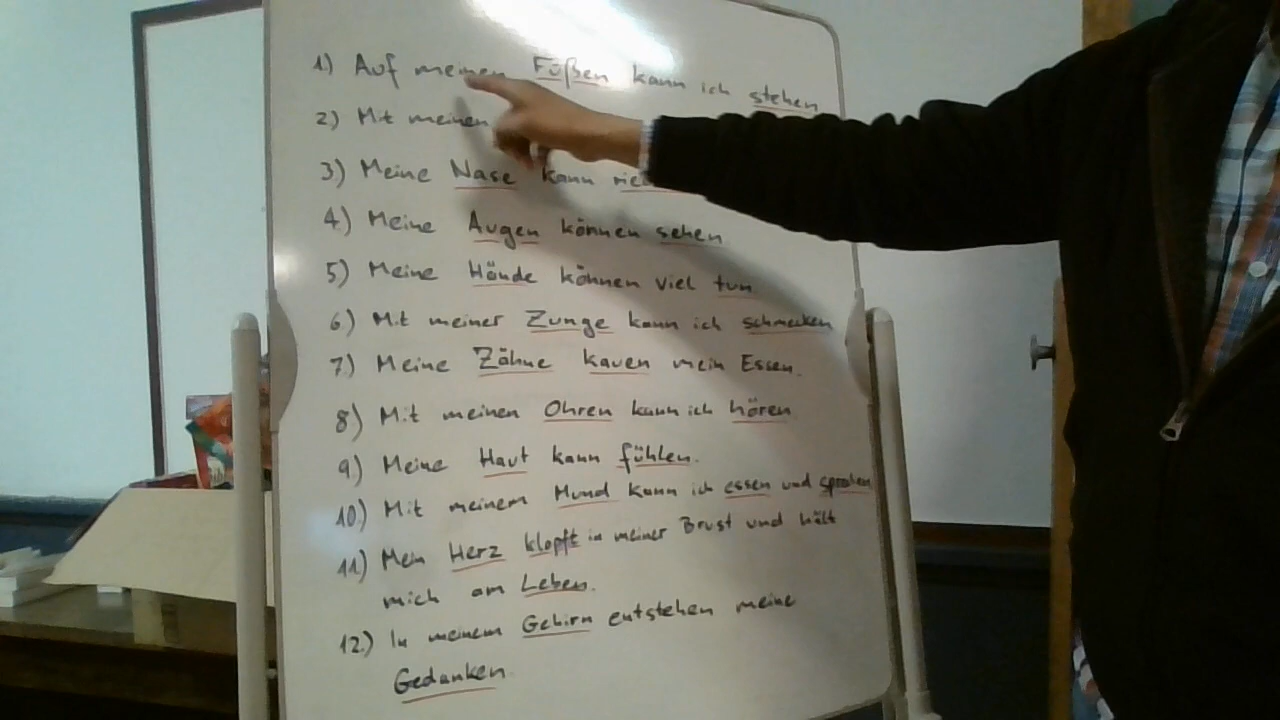 1.) Auf meinen Füßen kann ich stehen
2) Mit meinen
3) Meine Nase kann
4) Meine Augen können sehen.
5) Meine Hände können viel tun
6) Mit meiner Zunge kann ich schmecken
7) Meine Zähne kauen mein Essen.
8) Mit meinen Ohren kann ich hören
9) Meine Haut kann fühlen.
10.) Mit meinem Mund kann ich essen und sprechen
11) Mein Herz klopft in meiner Brust und hält
mich am Leben.
12.) In meinem Gehirn entstehen meine
Gedanken.